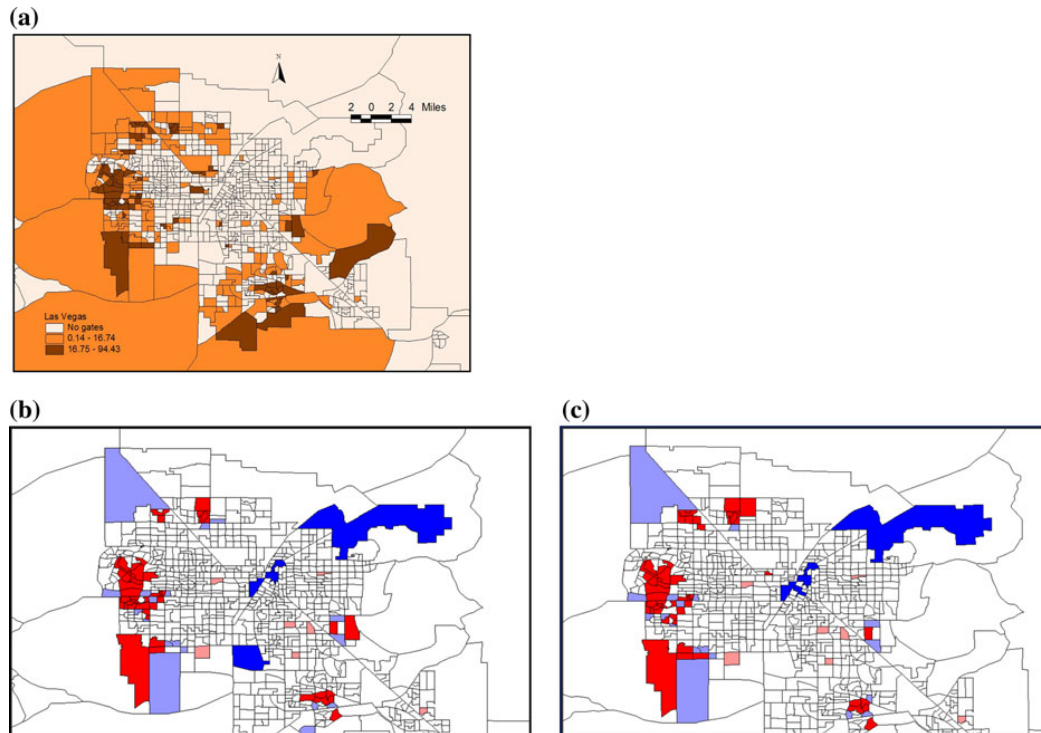 (a)
N
2 0 2 4 Miles
Las Vegas
No gates
0.14 - 16.74
16.75 - 94.43
(b)
(c)